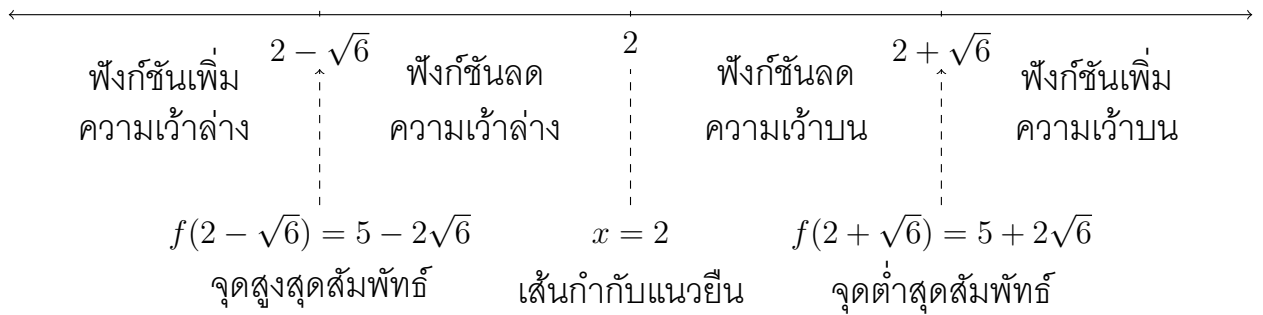 2 − √6 2 2 + √6
ฟังก์ชันเพิ่ม ฟังก์ชันลด ฟังก์ชันลด ฟังก์ชันเพิ่ม
ความเว้าล่าง ความเว้าล่าง ความเว้าบน ความเว้าบน
f(2 − √6) = 5 − 2√6 x = 2 f(2 + √6) = 5 + 2√6
จุดสูงสุดสัมพัทธ์ เส้นกำกับแนวยืน จุดต่ำสุดสัมพัทธ์